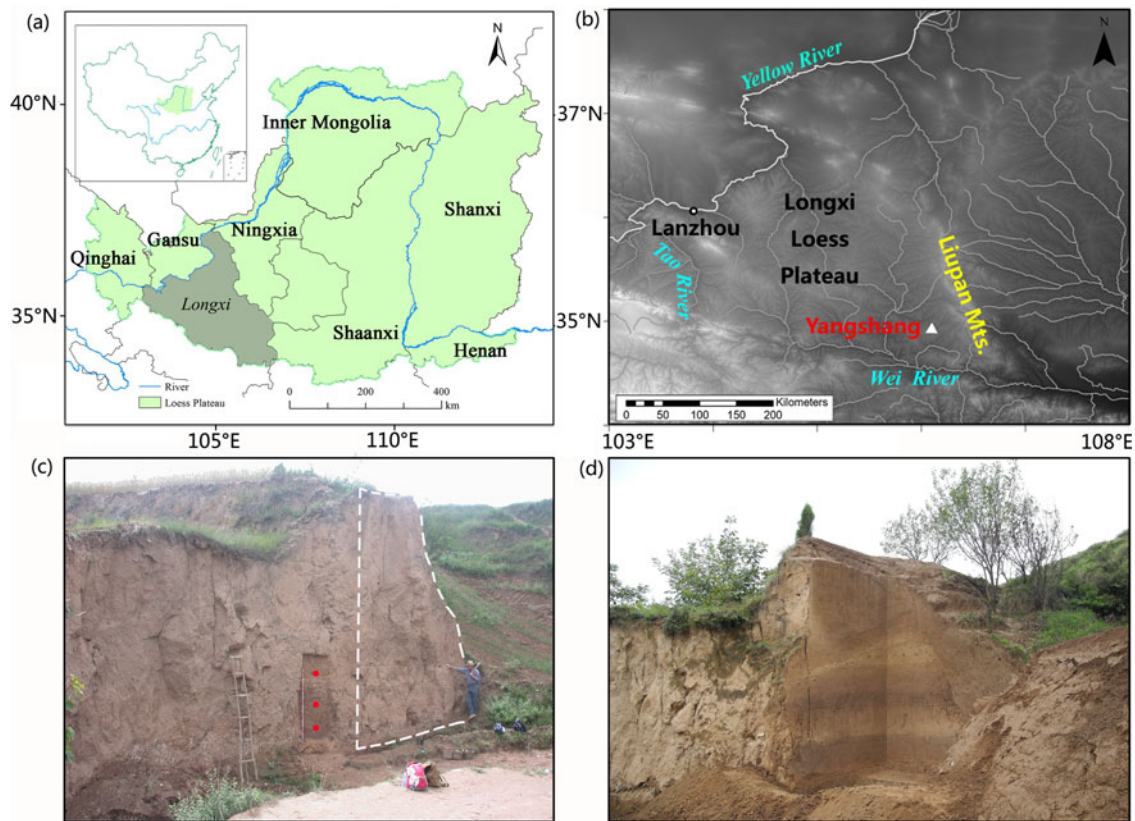 (a)
N
40°N
35°N
105°E
110°E
Inner Mongolia
Shanxi
Ningxia
Gansu
Qinghai
Longxi
Shaanxi
Henan
River
Loess Plateau
0 200 400
km
(b)
N
Yellow River
37°N
Longxi
Loess
Plateau
Lanzhou
Tao River
Liupan Mts.
35°N
Yangshang
Wei River
Kilometers
0 25 50 100 150 200
103°E
108°E
(c)
(d)